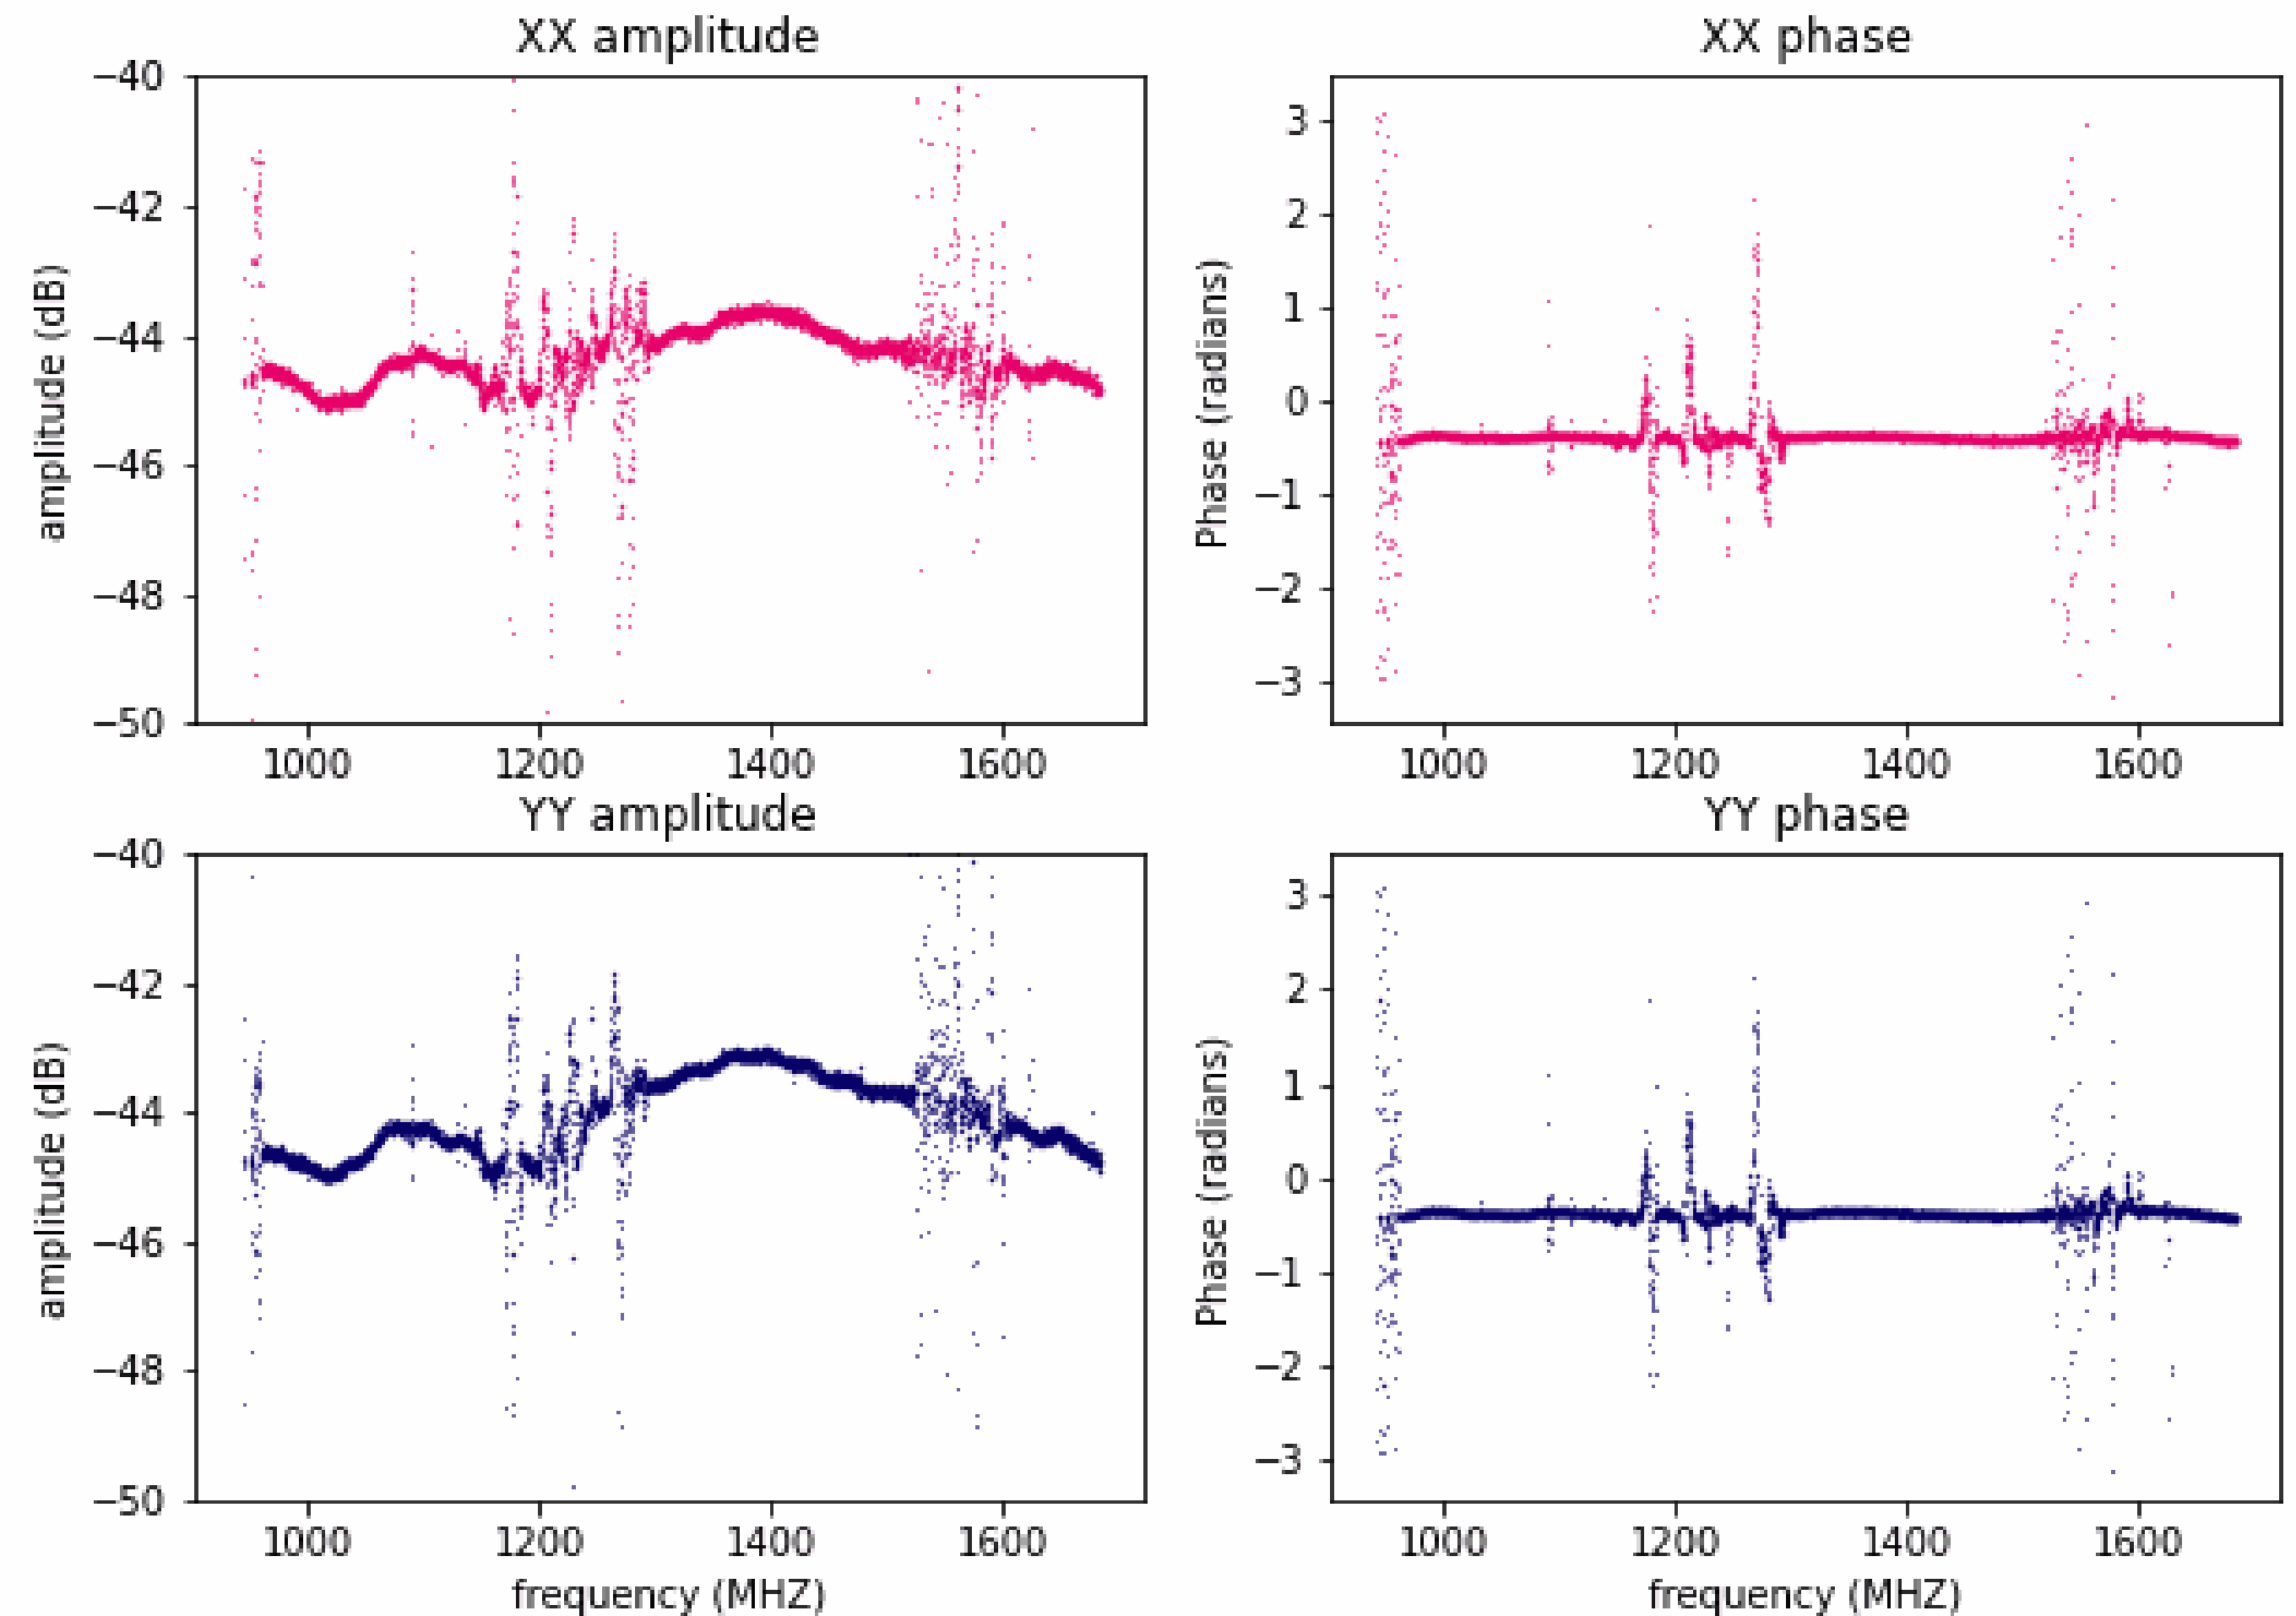 XX amplitude
XX phase
−40
−42
−44
−46
−48
−50
amplitude (dB)
1000 1200 1400 1600
3
2
1
0
−1
−2
−3
Phase (radians)
1000 1200 1400 1600
YY amplitude
YY phase
−40
−42
−44
−46
−48
−50
amplitude (dB)
1000 1200 1400 1600
frequency (MHZ)
3
2
1
0
−1
−2
−3
Phase (radians)
1000 1200 1400 1600
frequency (MHZ)